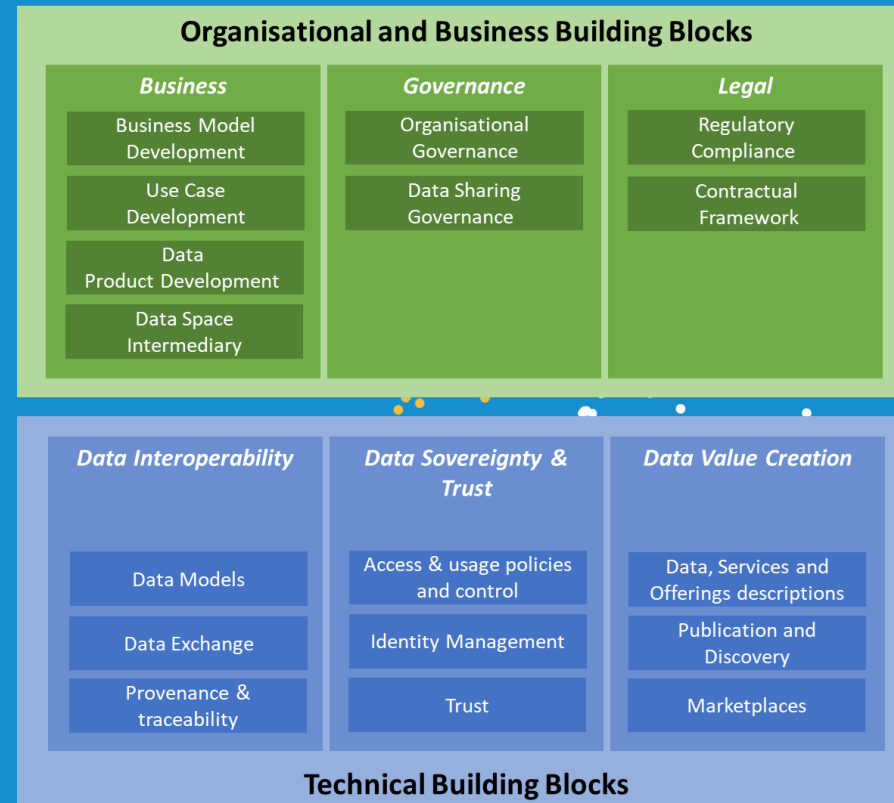 Organisational and Business Building Blocks
Business
Business Model
Development
Use Case
Development
Data
Product Development
Data Space
Intermediary
Governance
Organisational
Governance
Data Sharing
Governance
Legal
Regulatory
Compliance
Contractual
Framework
Data Interoperability
Data Models
Data Exchange
Provenance &
traceability
Data Sovereignty &
Trust
Access & usage policies
and control
Identity Management
Trust
Data Value Creation
Data, Services and
Offerings descriptions
Publication and
Discovery
Marketplaces
Technical Building Blocks